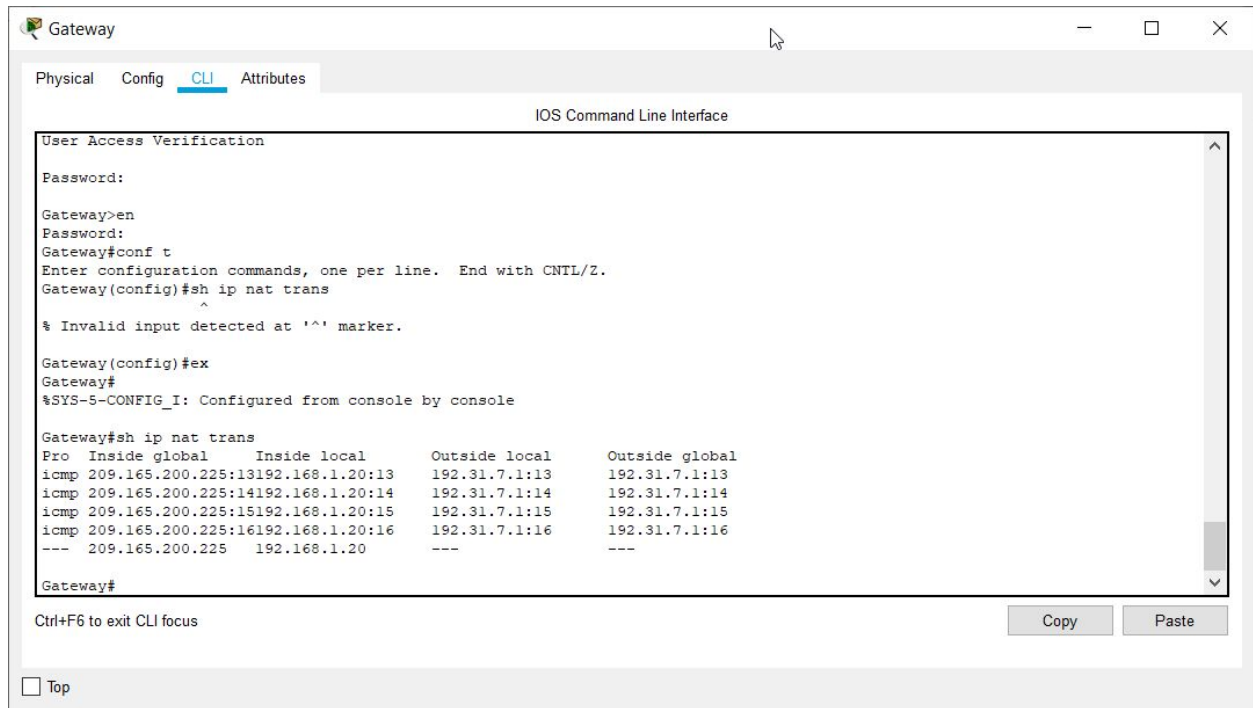 Gateway
Physical Config CLI Attributes
IOS Command Line Interface
User Access Verification
Password:
Gateway>en
Password:
Gateway#conf t
Enter configuration commands, one per line.  End with CNTL/Z.
Gateway(config)#sh ip nat trans
^
% Invalid input detected at '^' marker.
Gateway(config)#ex
Gateway#
%SYS-5-CONFIG_I: Configured from console by console
Gateway#sh ip nat trans
Pro  Inside global     Inside local       Outside local      Outside global
icmp 209.165.200.225:13192.168.1.20:13    192.31.7.1:13      192.31.7.1:13
icmp 209.165.200.225:14192.168.1.20:14    192.31.7.1:14      192.31.7.1:14
icmp 209.165.200.225:15192.168.1.20:15    192.31.7.1:15      192.31.7.1:15
icmp 209.165.200.225:16192.168.1.20:16    192.31.7.1:16      192.31.7.1:16
---  209.165.200.225   192.168.1.20       ---                ---
Gateway#
Ctrl+F6 to exit CLI focus
Copy Paste
Top